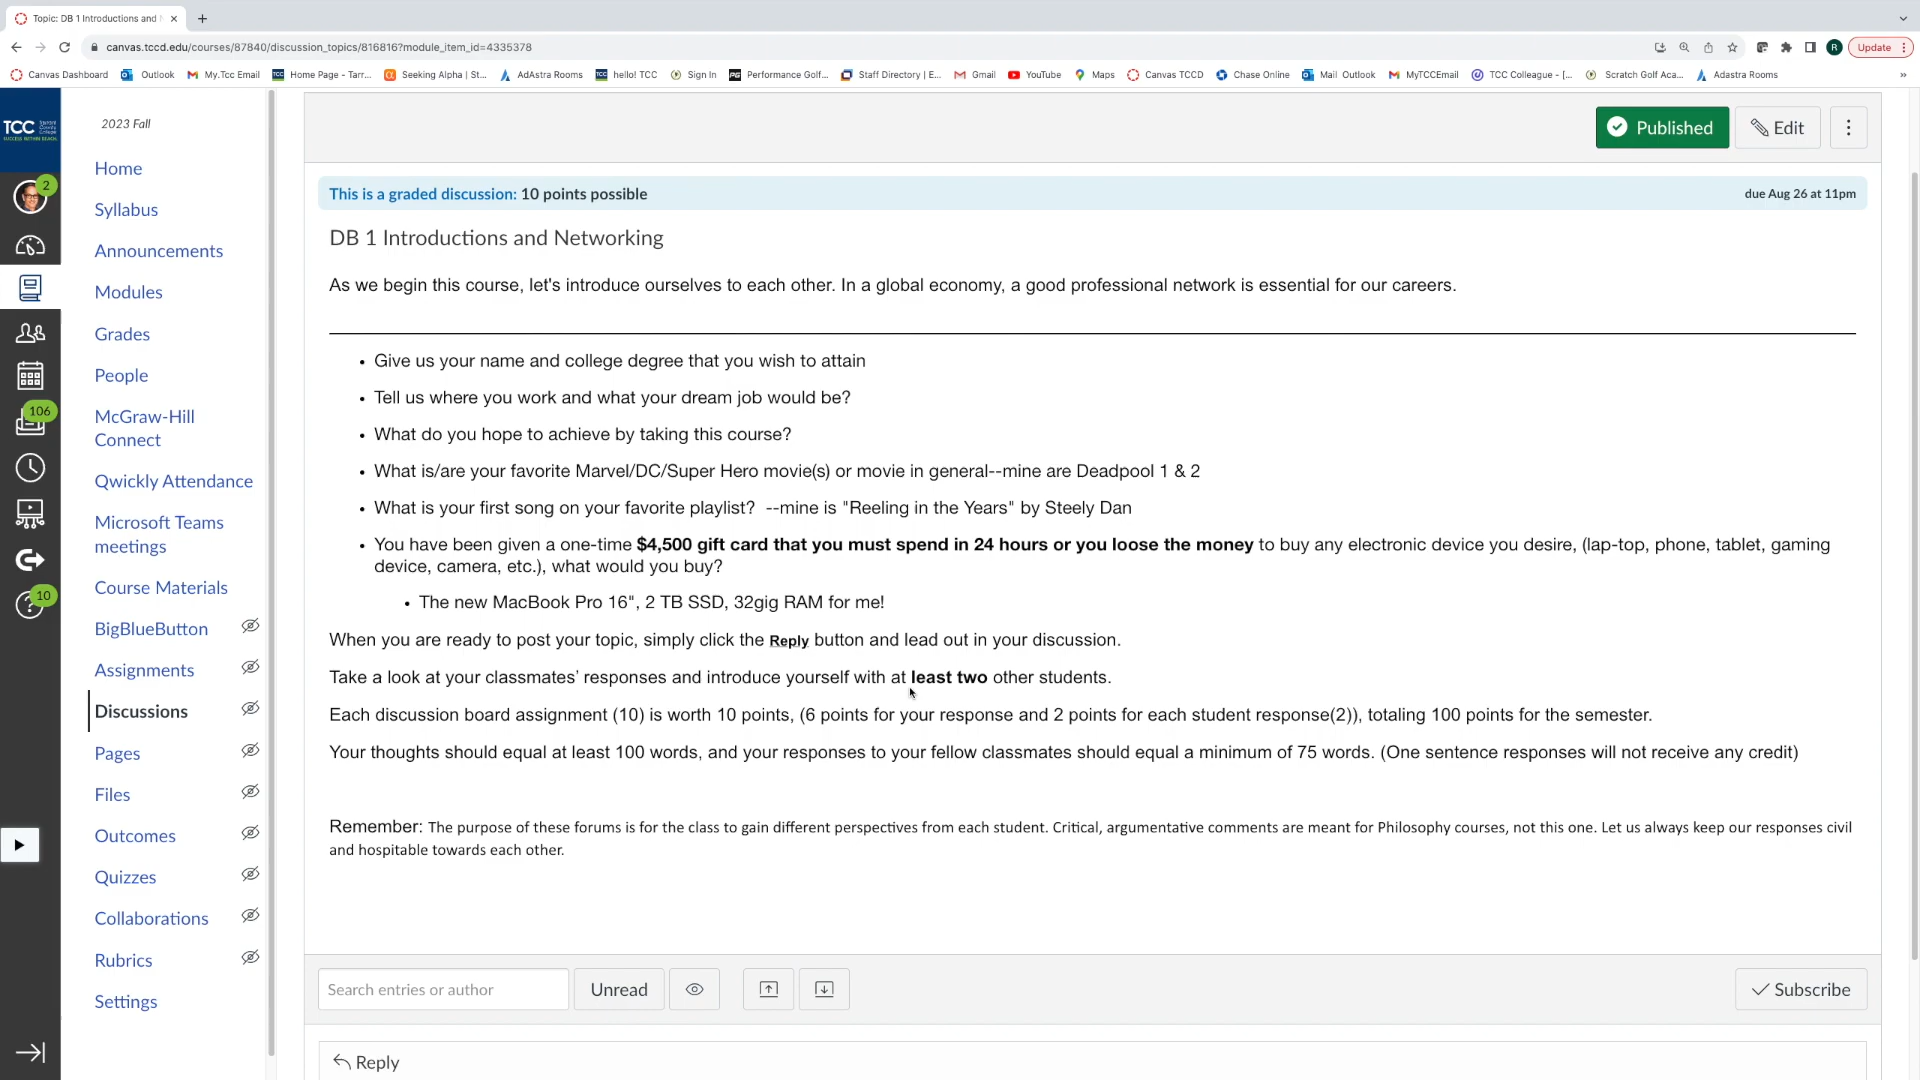 Topic: DB 1 Introductions and N
canvas.tccd.edu/courses/87840/discussion_topics/816816?module_item_id=4335378
R
Update
Canvas Dashboard
Outlook
My.Tcc Email
Home Page - Tarr...
Seeking Alpha | St...
AdAstra Rooms
hello! TCC
Sign In
Performance Golf...
Staff Directory | E...
Gmail
YouTube
Maps
Canvas TCCD
Chase Online
Mail Outlook
MyTCCEmail
TCC Colleague - [...
Scratch Golf Aca...
Adastra Rooms
TCC
2
106
10
2023 Fall
Home
Syllabus
Announcements
Modules
Grades
People
McGraw-Hill
Connect
Qwickly Attendance
Microsoft Teams
meetings
Course Materials
BigBlueButton
Assignments
Discussions
Pages
Files
Outcomes
Quizzes
Collaborations
Rubrics
Settings
Published
Edit
This is a graded discussion: 10 points possible
due Aug 26 at 11pm
DB 1 Introductions and Networking
As we begin this course, let's introduce ourselves to each other. In a global economy, a good professional network is essential for our careers.
• Give us your name and college degree that you wish to attain
• Tell us where you work and what your dream job would be?
• What do you hope to achieve by taking this course?
• What is/are your favorite Marvel/DC/Super Hero movie(s) or movie in general--mine are Deadpool 1 & 2
• What is your first song on your favorite playlist?  --mine is "Reeling in the Years" by Steely Dan
• You have been given a one-time $4,500 gift card that you must spend in 24 hours or you loose the money to buy any electronic device you desire, (lap-top, phone, tablet, gaming
device, camera, etc.), what would you buy?
• The new MacBook Pro 16", 2 TB SSD, 32gig RAM for me!
When you are ready to post your topic, simply click the Reply button and lead out in your discussion.
Take a look at your classmates' responses and introduce yourself with at least two other students.
Each discussion board assignment (10) is worth 10 points, (6 points for your response and 2 points for each student response(2)), totaling 100 points for the semester.
Your thoughts should equal at least 100 words, and your responses to your fellow classmates should equal a minimum of 75 words. (One sentence responses will not receive any credit)
Remember: The purpose of these forums is for the class to gain different perspectives from each student. Critical, argumentative comments are meant for Philosophy courses, not this one. Let us always keep our responses civil
and hospitable towards each other.
Search entries or author
Unread
Subscribe
Reply